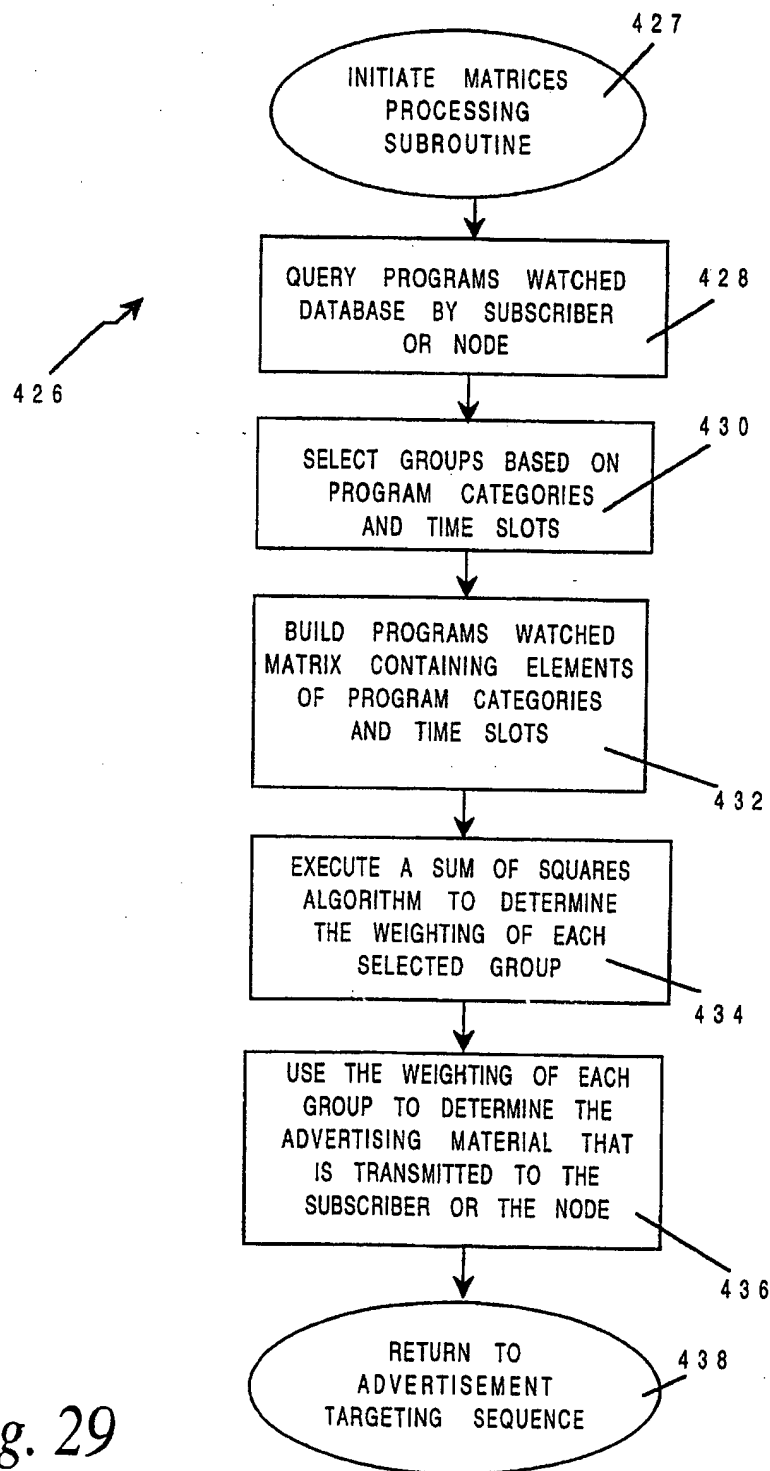 427
INITIATE MATRICES
PROCESSING
SUBROUTINE
QUERY PROGRAMS WATCHED
DATABASE BY SUBSCRIBER
OR NODE
428
426
430
SELECT GROUPS BASED ON
PROGRAM CATEGORIES
AND TIME SLOTS
BUILD PROGRAMS WATCHED
MATRIX CONTAINING ELEMENTS
OF PROGRAM CATEGORIES
AND TIME SLOTS
432
EXECUTE A SUM OF SQUARES
ALGORITHM TO DETERMINE
THE WEIGHTING OF EACH
SELECTED GROUP
434
USE THE WEIGHTING OF EACH
GROUP TO DETERMINE THE
ADVERTISING MATERIAL THAT
IS TRANSMITTED TO THE
SUBSCRIBER OR THE NODE
436
RETURN TO
ADVERTISEMENT
TARGETING SEQUENCE
438
g. 29